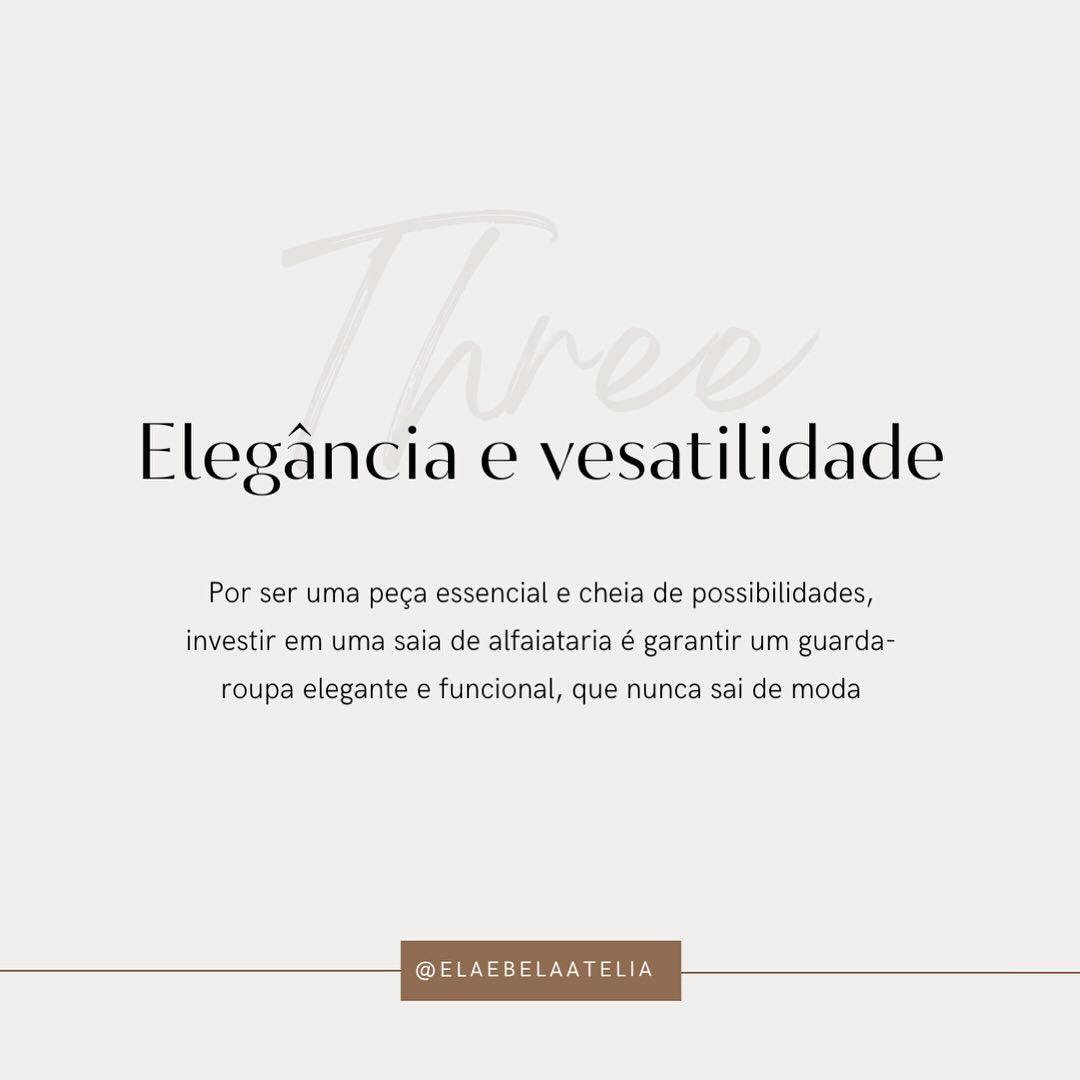 Three
Elegância e vesatilidade
Por ser uma peça essencial e cheia de possibilidades,
investir em uma saia de alfaiataria é garantir um guarda-
roupa elegante e funcional, que nunca sai de moda
@ELAEBELAATELIA